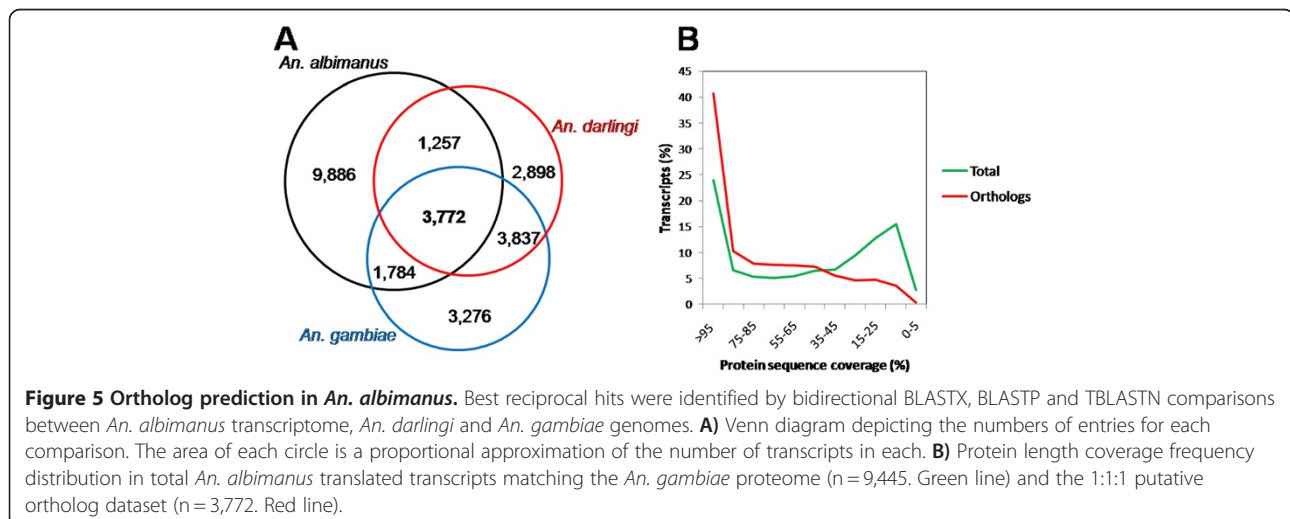 A
An. albimanus
An. darlingi
1,257
9,886
2,898
3,772
3,837
1,784
3,276
An. gambiae
B
45
40
35
30
25
20
15
10
5
0
Transcripts (%)
>95
75-85
55-65
35-45
15-25
0-5
Protein sequence coverage (%)
Total
Orthologs
Figure 5 Ortholog prediction in An. albimanus. Best reciprocal hits were identified by bidirectional BLASTX, BLASTP and TBLASTN comparisons
between An. albimanus transcriptome, An. darlingi and An. gambiae genomes. A) Venn diagram depicting the numbers of entries for each
comparison. The area of each circle is a proportional approximation of the number of transcripts in each. B) Protein length coverage frequency
distribution in total An. albimanus translated transcripts matching the An. gambiae proteome (n = 9,445. Green line) and the 1:1:1 putative
ortholog dataset (n = 3,772. Red line).